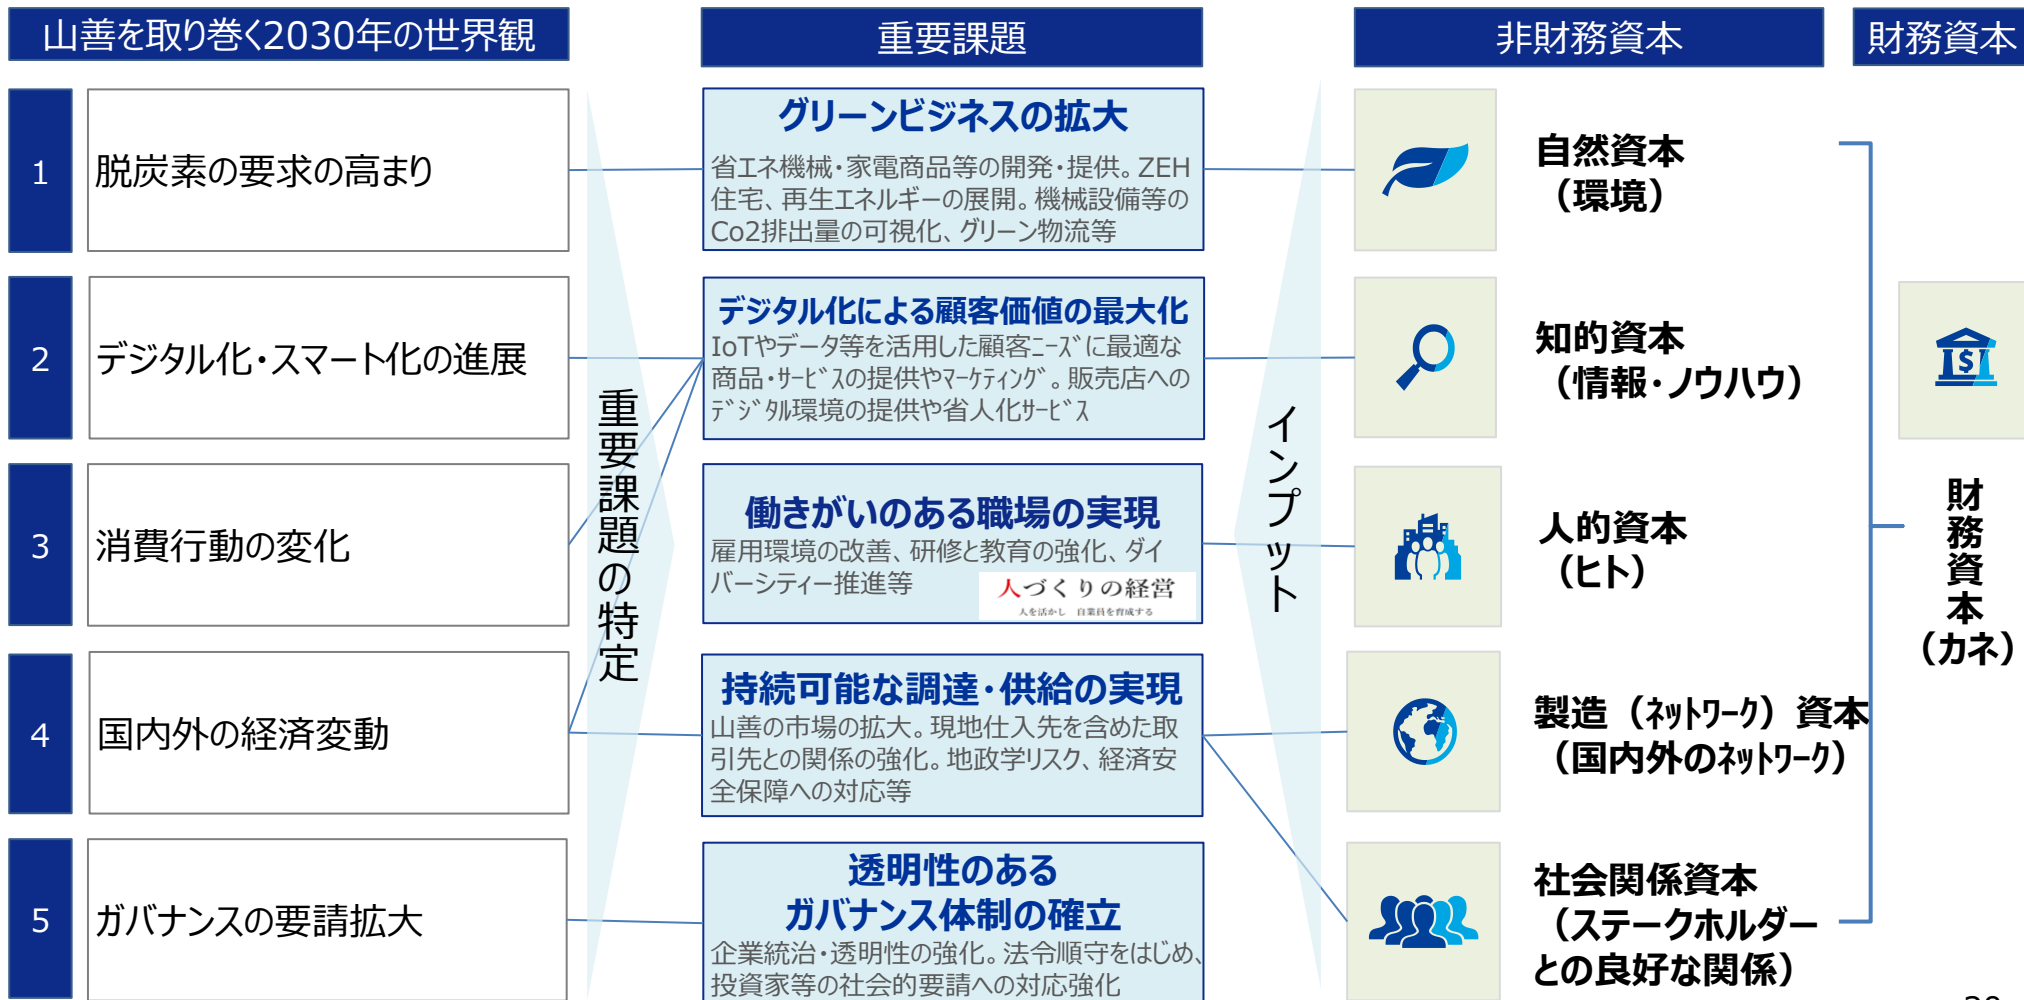 山善を取り巻く2030年の世界観
重要課題
非財務資本
財務資本
1
脱炭素の要求の高まり
2
デジタル化・スマート化の進展
3
消費行動の変化
4
国内外の経済変動
5
ガバナンスの要請拡大
重要課題の特定
グリーンビジネスの拡大
省エネ機械・家電商品等の開発・提供。ZEH
住宅、再生エネルギーの展開。機械設備等の
Co2排出量の可視化、グリーン物流等
デジタル化による顧客価値の最大化
IoTやデータ等を活用した顧客ニーズに最適な
商品・サービスの提供やマーケティング。販売店への
デジタル環境の提供や省人化サービス
働きがいのある職場の実現
雇用環境の改善、研修と教育の強化、ダイ
バーシティー推進等
人づくりの経営
人を活かし 自業員を育成する
持続可能な調達・供給の実現
山善の市場の拡大。現地仕入先を含めた取
引先との関係の強化。地政学リスク、経済安
全保障への対応等
透明性のある
ガバナンス体制の確立
企業統治・透明性の強化。法令順守をはじめ、
投資家等の社会的要請への対応強化
インプット
自然資本
（環境）
知的資本
（情報・ノウハウ）
人的資本
（ヒト）
製造（ネットワーク）資本
（国内外のネットワーク）
社会関係資本
（ステークホルダー
との良好な関係）
$
財務資本
（カネ）